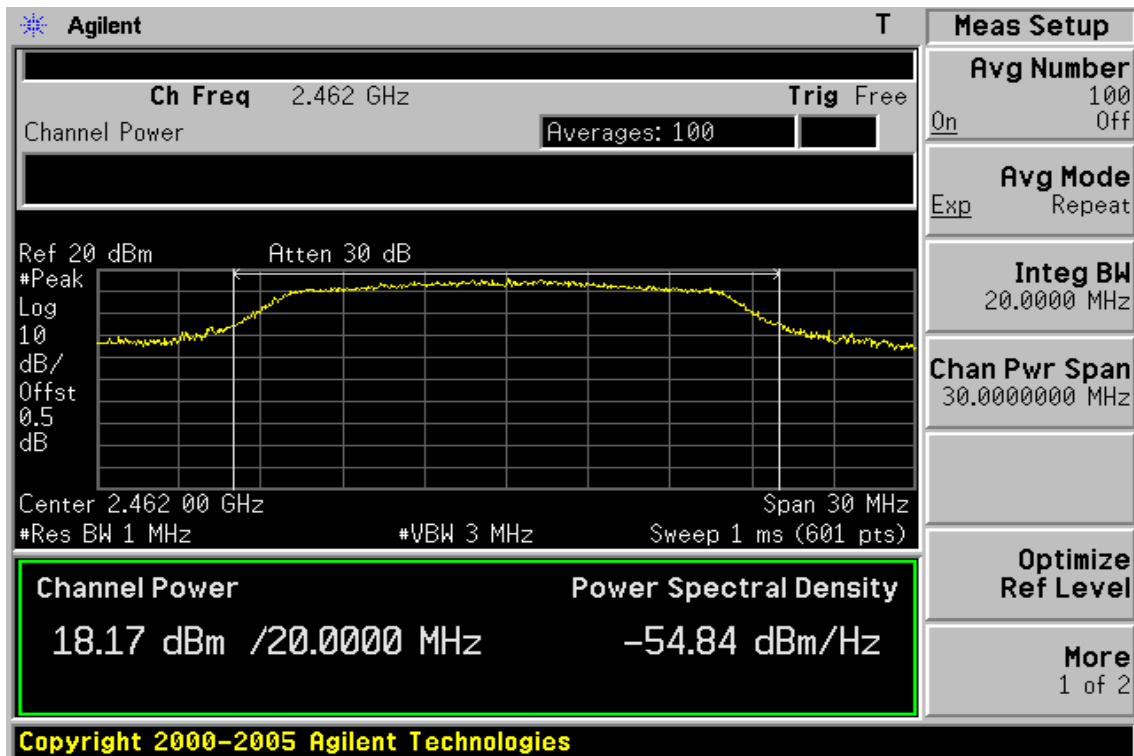 Agilent
T
Ch Freq 2.462 GHz Trig Free
Channel Power Averages: 100
Ref 20 dBm Atten 30 dB
#Peak
Log
10
dB/
Offst
0.5
dB
Center 2.462 00 GHz Span 30 MHz
#Res BW 1 MHz #VBW 3 MHz Sweep 1 ms (601 pts)
Channel Power Power Spectral Density
18.17 dBm /20.0000 MHz -54.84 dBm/Hz
Copyright 2000-2005 Agilent Technologies
Meas Setup
Avg Number
100
On Off
Avg Mode
Exp Repeat
Integ BW
20.0000 MHz
Chan Pwr Span
30.0000000 MHz
Optimize
Ref Level
More
1 of 2